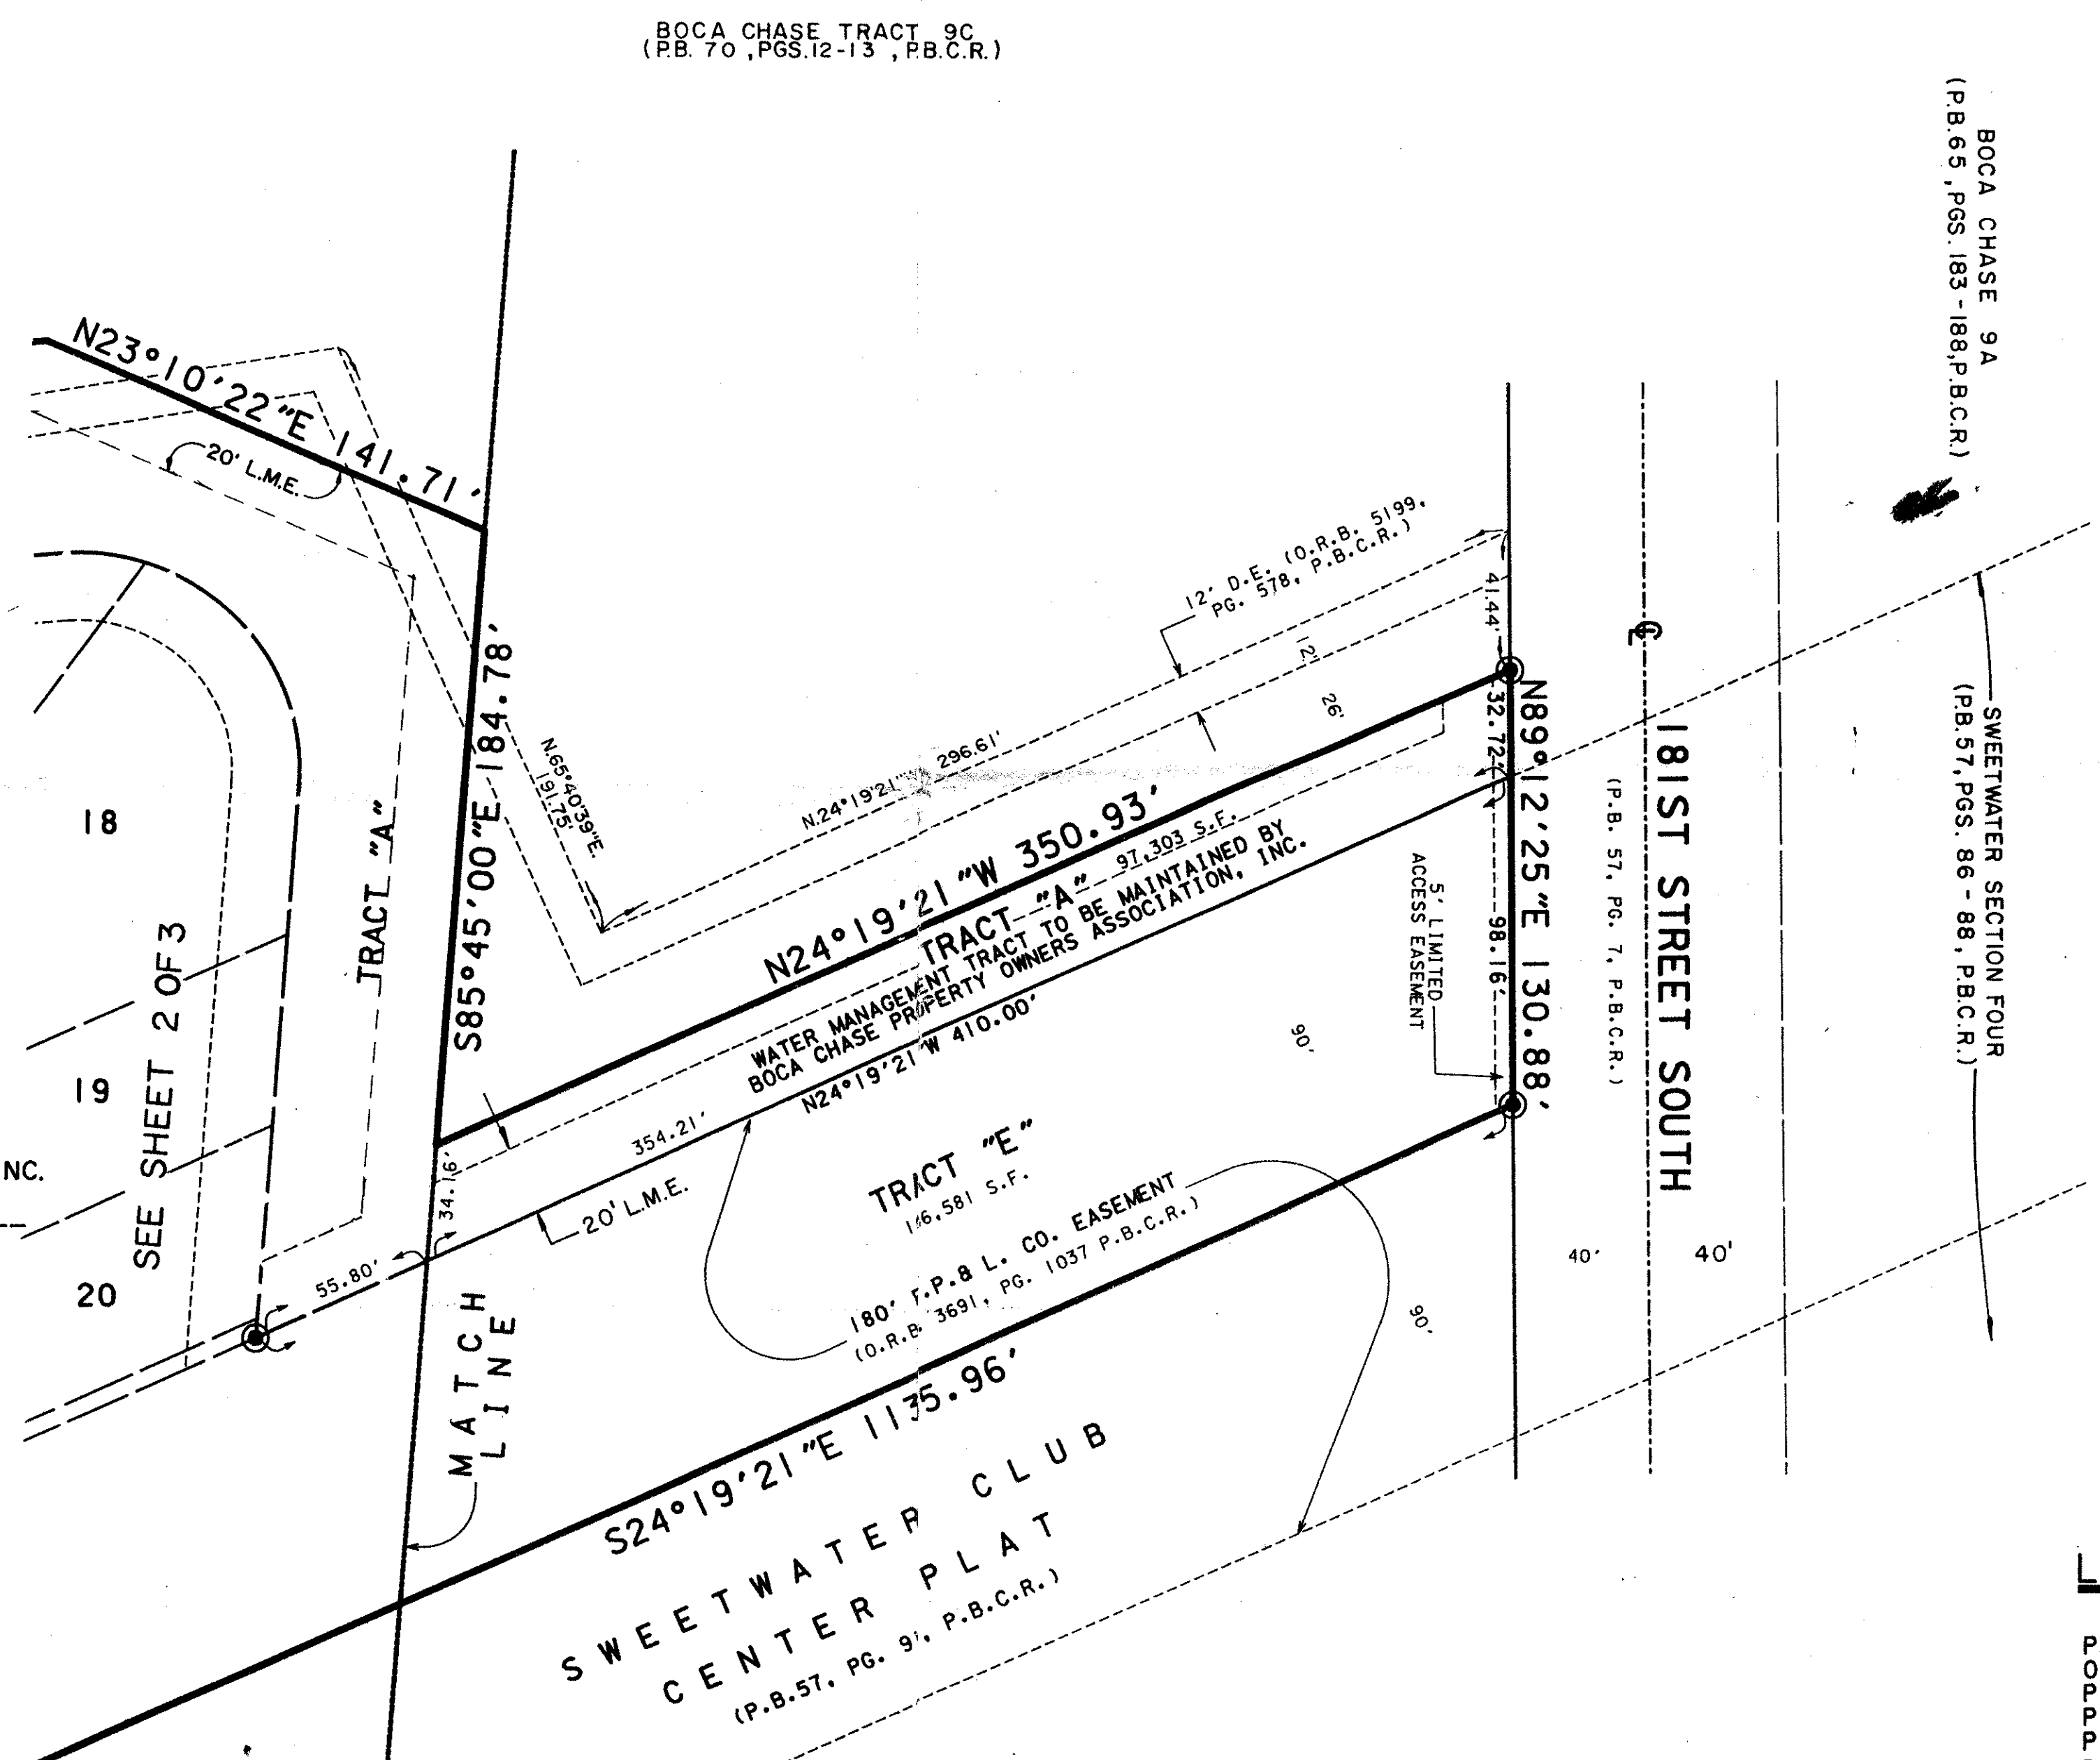 BOCA CHASE TRACT 9C
(P.B. 70 ,PGS.12-13 , P.B.C.R.)
BOCA CHASE 9A
(P.B.65 ,PGS. 183-188,P.B.C.R.)
N23°10'22"E 141.71'
20' L.M.E.
12' D.E. (O.R.B. 5199,
PG. 578, P.B.C.R.)
41.44'
12'
26'
32.72'
N89°12'25"E 130.88'
98.16'
℄
181ST STREET SOUTH
(P.B. 57, PG. 7, P.B.C.R.)
SWEETWATER SECTION FOUR
(P.B.57,PGS. 86-88, P.B.C.R.)
S85°45'00"E 184.78'
N.65°40'39"E.
191.75'
N.24°19'21" 296.61'
N24°19'21"W 350.93'
97,303 S.F.
TRACT "A"
WATER MANAGEMENT TRACT TO BE MAINTAINED BY
BOCA CHASE PROPERTY OWNERS ASSOCIATION, INC.
N24°19'21"W 410.00'
5' LIMITED
ACCESS EASEMENT
90'
18
TRACT "A"
19
SEE SHEET 2 OF 3
NC.
20
34.16'
354.21'
20' L.M.E.
55.80'
TRACT "E"
S.F.
180' F.P.& L. CO. EASEMENT
(O.R.B. 3691, PG. 1037 P.B.C.R.)
90'
40'
40'
MATCH
LINE
S24°19'21"E 1135.96'
SWEETWATER CLUB
CENTER PLAT
(P.B.57, PG. P.B.C.R.)